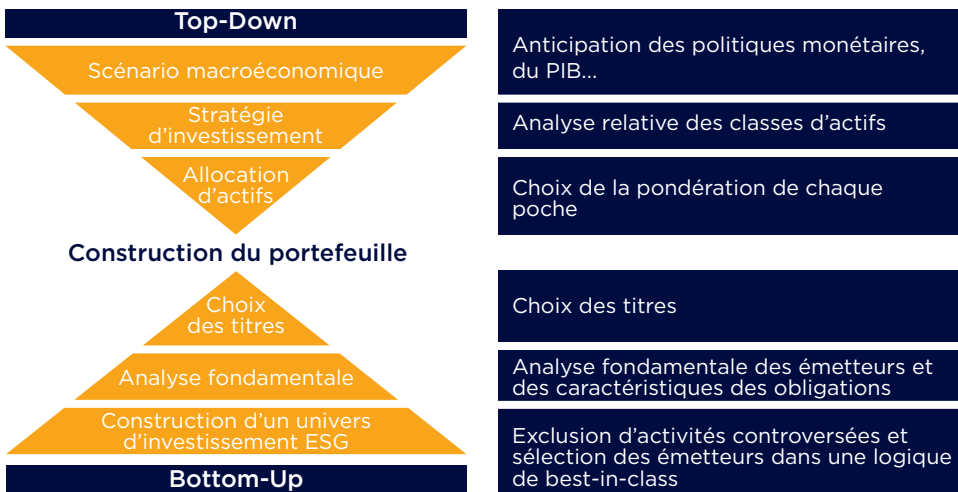 Top-Down
Scénario macroéconomique
Anticipation des politiques monétaires,
du PIB...
Stratégie
d'investissement
Analyse relative des classes d'actifs
Allocation
d'actifs
Choix de la pondération de chaque
poche
Construction du portefeuille
Choix
des titres
Choix des titres
Analyse fondamentale
Analyse fondamentale des émetteurs et
des caractéristiques des obligations
Construction d'un univers
d'investissement ESG
Exclusion d'activités controversées et
sélection des émetteurs dans une logique
de best-in-class
Bottom-Up